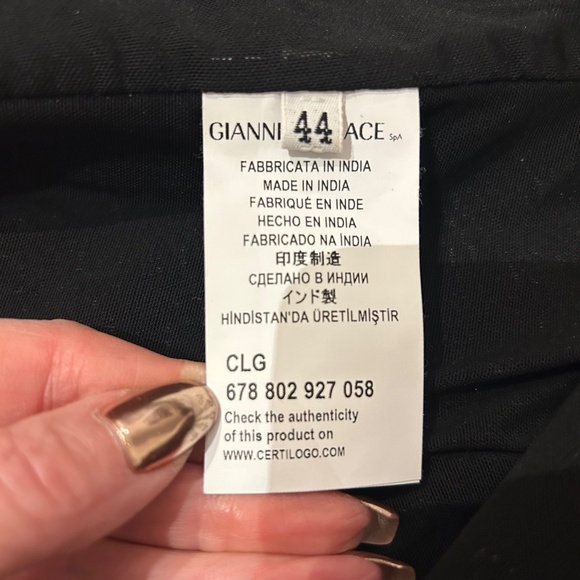 GIANNI 44 ACE SpA
FABBRICATA IN INDIA
MADE IN INDIA
FABRIQUÉ EN INDE
HECHO EN INDIA
FABRICADO NA ÍNDIA
印度制造
СДЕЛАНО В ИНДИИ
インド製
HİNDİSTAN'DA ÜRETİLMİŞTİR
CLG
678 802 927 058
Check the authenticity
of this product on
WWW.CERTILOGO.COM